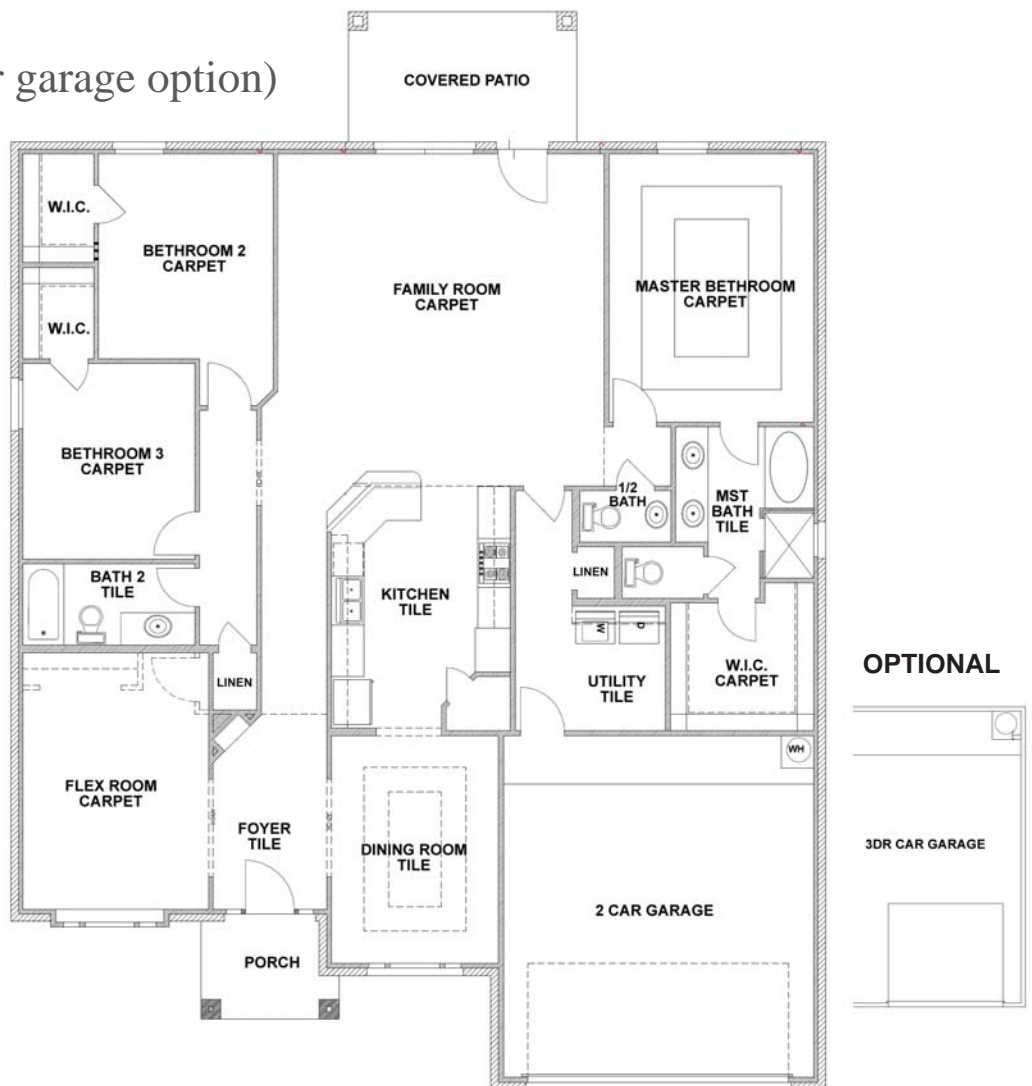 r garage option)
COVERED PATIO
W.I.C.
BETHROOM 2
CARPET
FAMILY ROOM
CARPET
MASTER BETHROOM
CARPET
W.I.C.
BETHROOM 3
CARPET
1/2
BATH
MST
BATH
TILE
BATH 2
TILE
KITCHEN
TILE
LINEN
W
D
LINEN
UTILITY
TILE
W.I.C.
CARPET
OPTIONAL
WH
FLEX ROOM
CARPET
FOYER
TILE
DINING ROOM
TILE
3DR CAR GARAGE
2 CAR GARAGE
PORCH